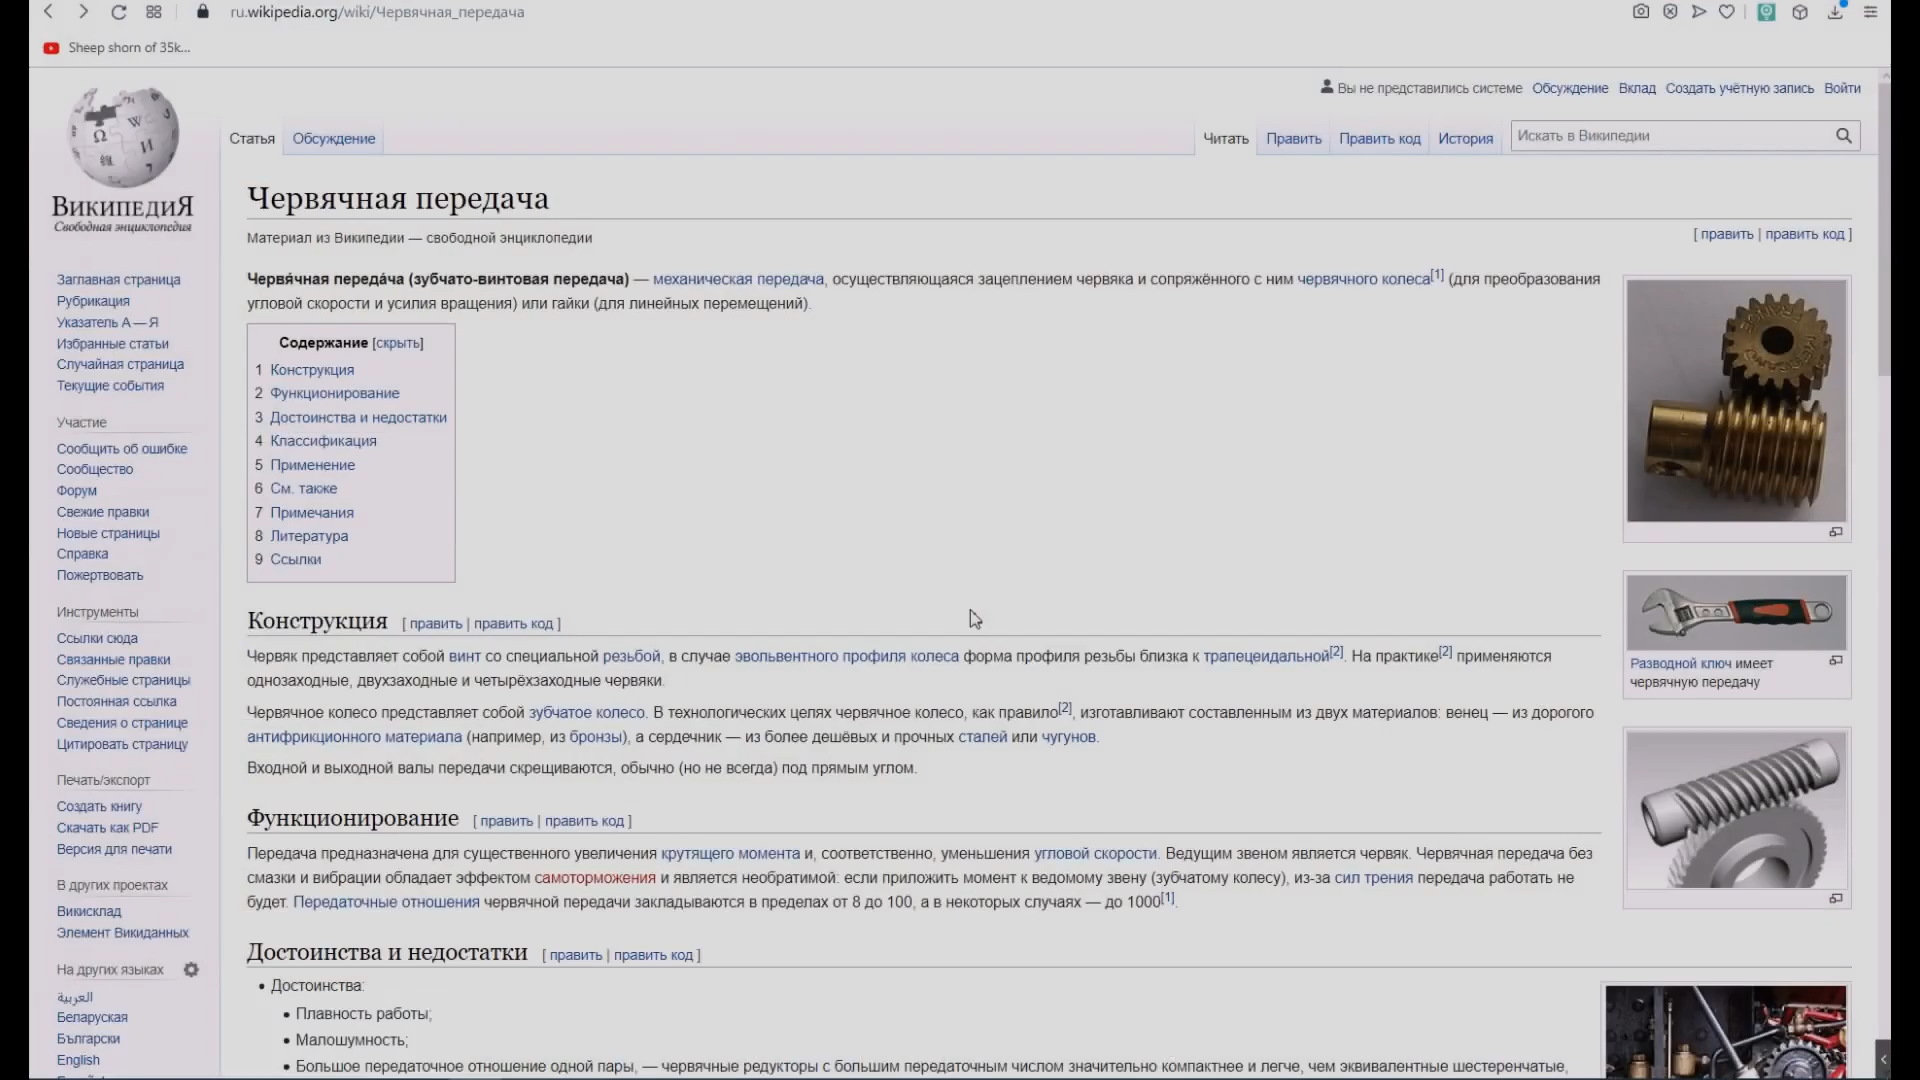 ru.wikipedia.org/wiki/Червячная_передача
Sheep shorn of 35k...
Вы не представились системе Обсуждение Вклад Создать учётную запись Войти
Статья Обсуждение Читать Править Править код История Искать в Википедии
ВикипедиЯ
Свободная энциклопедия
Заглавная страница
Рубрикация
Указатель А — Я
Избранные статьи
Случайная страница
Текущие события
Участие
Сообщить об ошибке
Сообщество
Форум
Свежие правки
Новые страницы
Справка
Пожертвовать
Инструменты
Ссылки сюда
Связанные правки
Служебные страницы
Постоянная ссылка
Сведения о странице
Цитировать страницу
Печать/экспорт
Создать книгу
Скачать как PDF
Версия для печати
В других проектах
Викисклад
Элемент Викиданных
На других языках
العربية
Беларуская
Български
English
Червячная передача
Материал из Википедии — свободной энциклопедии
[ править | править код ]
Червя́чная переда́ча (зубчато-винтовая передача) — механическая передача, осуществляющаяся зацеплением червяка и сопряжённого с ним червячного колеса[1] (для преобразования
угловой скорости и усилия вращения) или гайки (для линейных перемещений).
Содержание [скрыть]
1 Конструкция
2 Функционирование
3 Достоинства и недостатки
4 Классификация
5 Применение
6 См. также
7 Примечания
8 Литература
9 Ссылки
Разводной ключ имеет
червячную передачу
Конструкция [ править | править код ]
Червяк представляет собой винт со специальной резьбой, в случае эвольвентного профиля колеса форма профиля резьбы близка к трапецеидальной[2]. На практике[2] применяются
однозаходные, двухзаходные и четырёхзаходные червяки.
Червячное колесо представляет собой зубчатое колесо. В технологических целях червячное колесо, как правило[2], изготавливают составленным из двух материалов: венец — из дорогого
антифрикционного материала (например, из бронзы), а сердечник — из более дешёвых и прочных сталей или чугунов.
Входной и выходной валы передачи скрещиваются, обычно (но не всегда) под прямым углом.
Функционирование [ править | править код ]
Передача предназначена для существенного увеличения крутящего момента и, соответственно, уменьшения угловой скорости. Ведущим звеном является червяк. Червячная передача без
смазки и вибрации обладает эффектом самоторможения и является необратимой: если приложить момент к ведомому звену (зубчатому колесу), из-за сил трения передача работать не
будет. Передаточные отношения червячной передачи закладываются в пределах от 8 до 100, а в некоторых случаях — до 1000[1].
Достоинства и недостатки [ править | править код ]
• Достоинства:
• Плавность работы;
• Малошумность;
• Большое передаточное отношение одной пары, — червячные редукторы с большим передаточным числом значительно компактнее и легче, чем эквивалентные шестеренчатые,